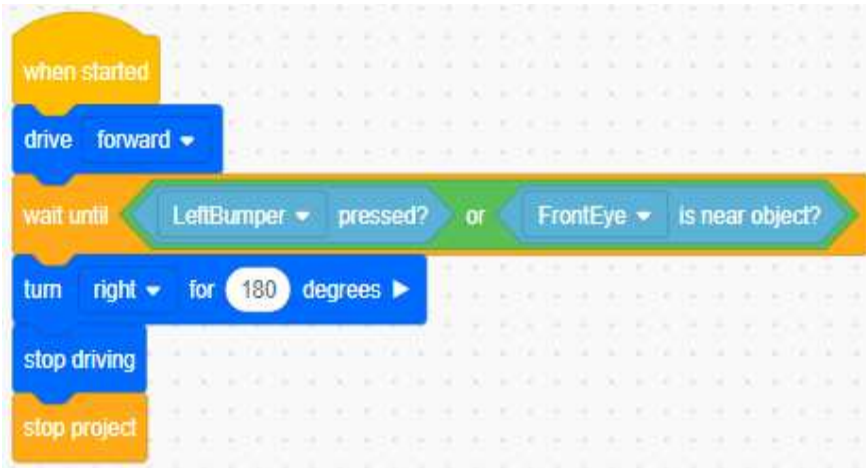 when started
drive forward
wait until LeftBumper pressed? or FrontEye is near object?
turn right for 180 degrees
stop driving
stop project